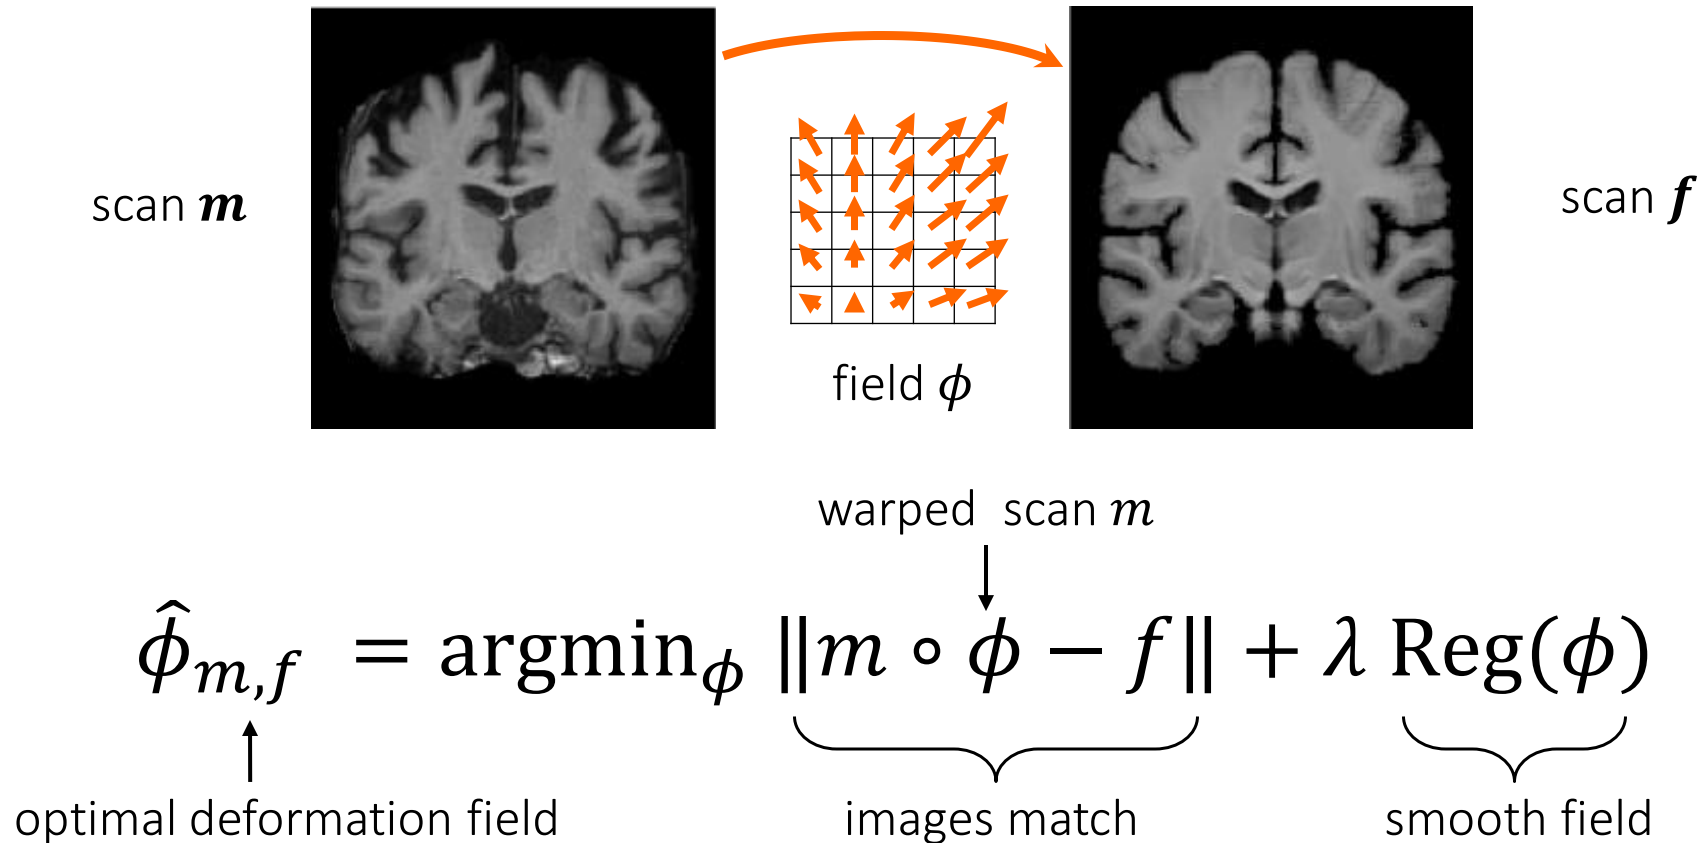 scan m
scan f
field ϕ
warped scan m
ϕ̂ₘ,f = argminϕ ‖m ∘ ϕ − f‖ + λ Reg(ϕ)
optimal deformation field
images match
smooth field